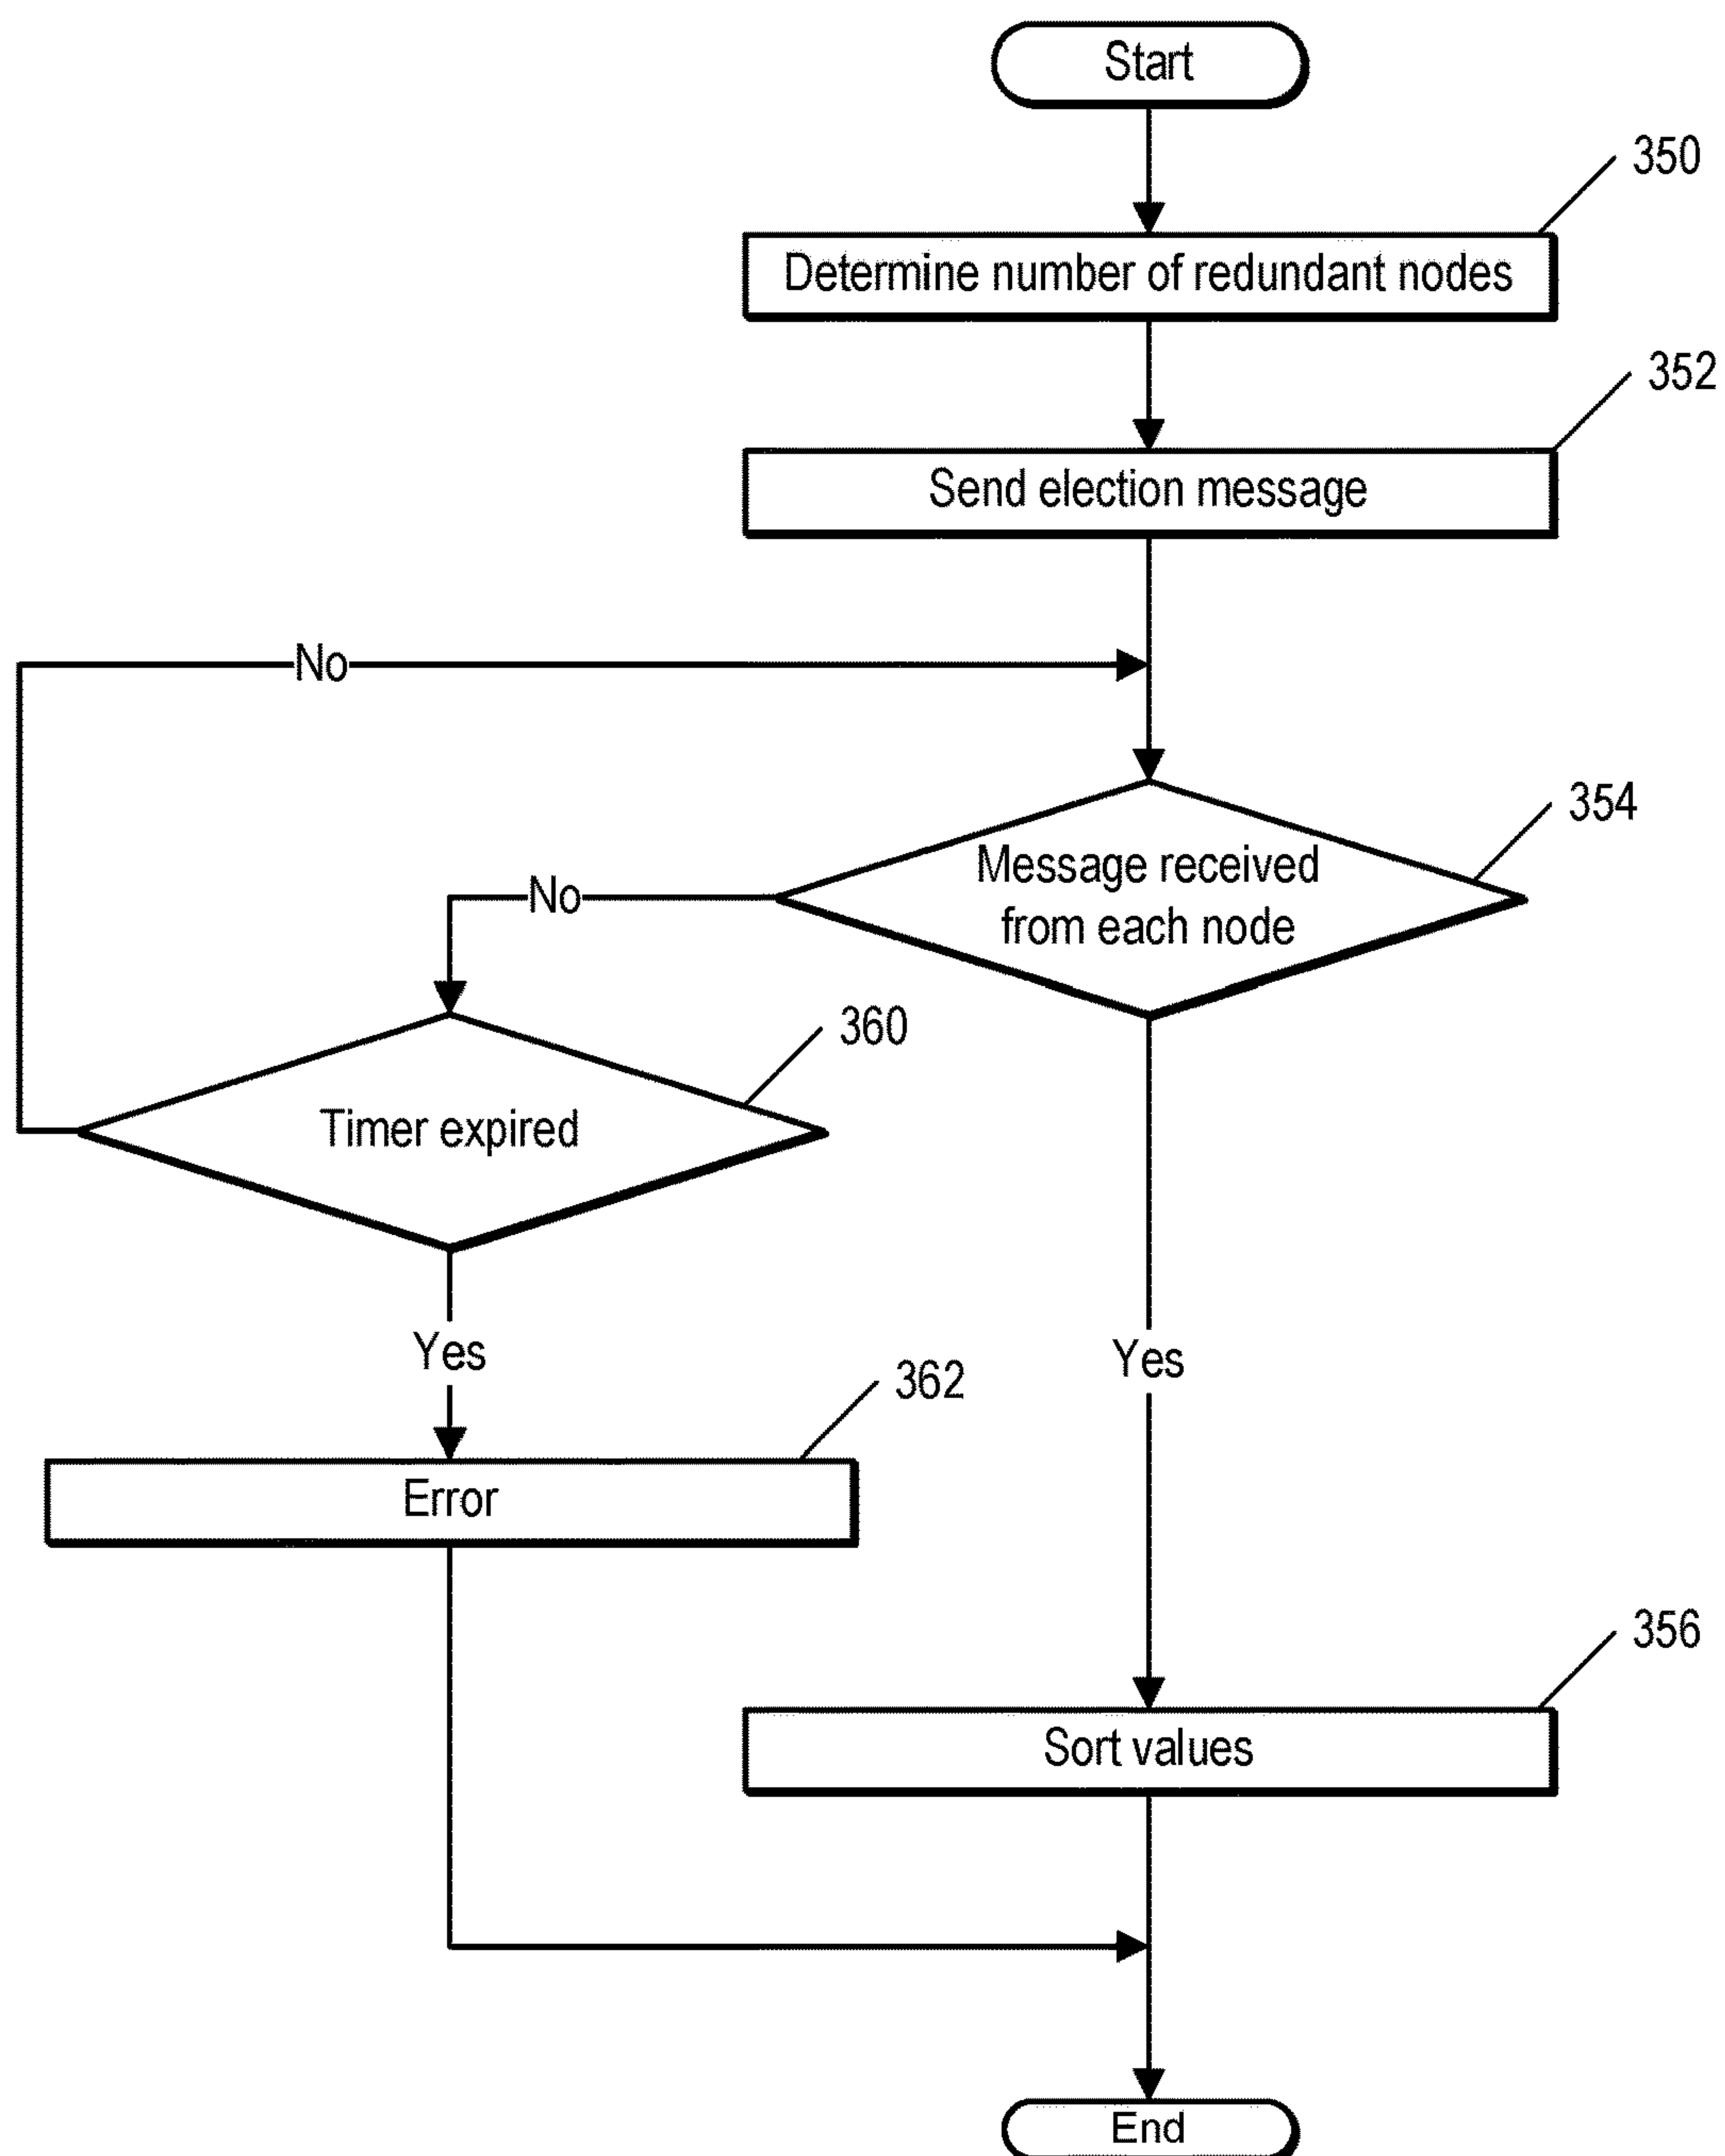 Start
350
Determine number of redundant nodes
352
Send election message
No
354
Message received
from each node
No
360
Timer expired
Yes
Yes
362
Error
356
Sort values
End